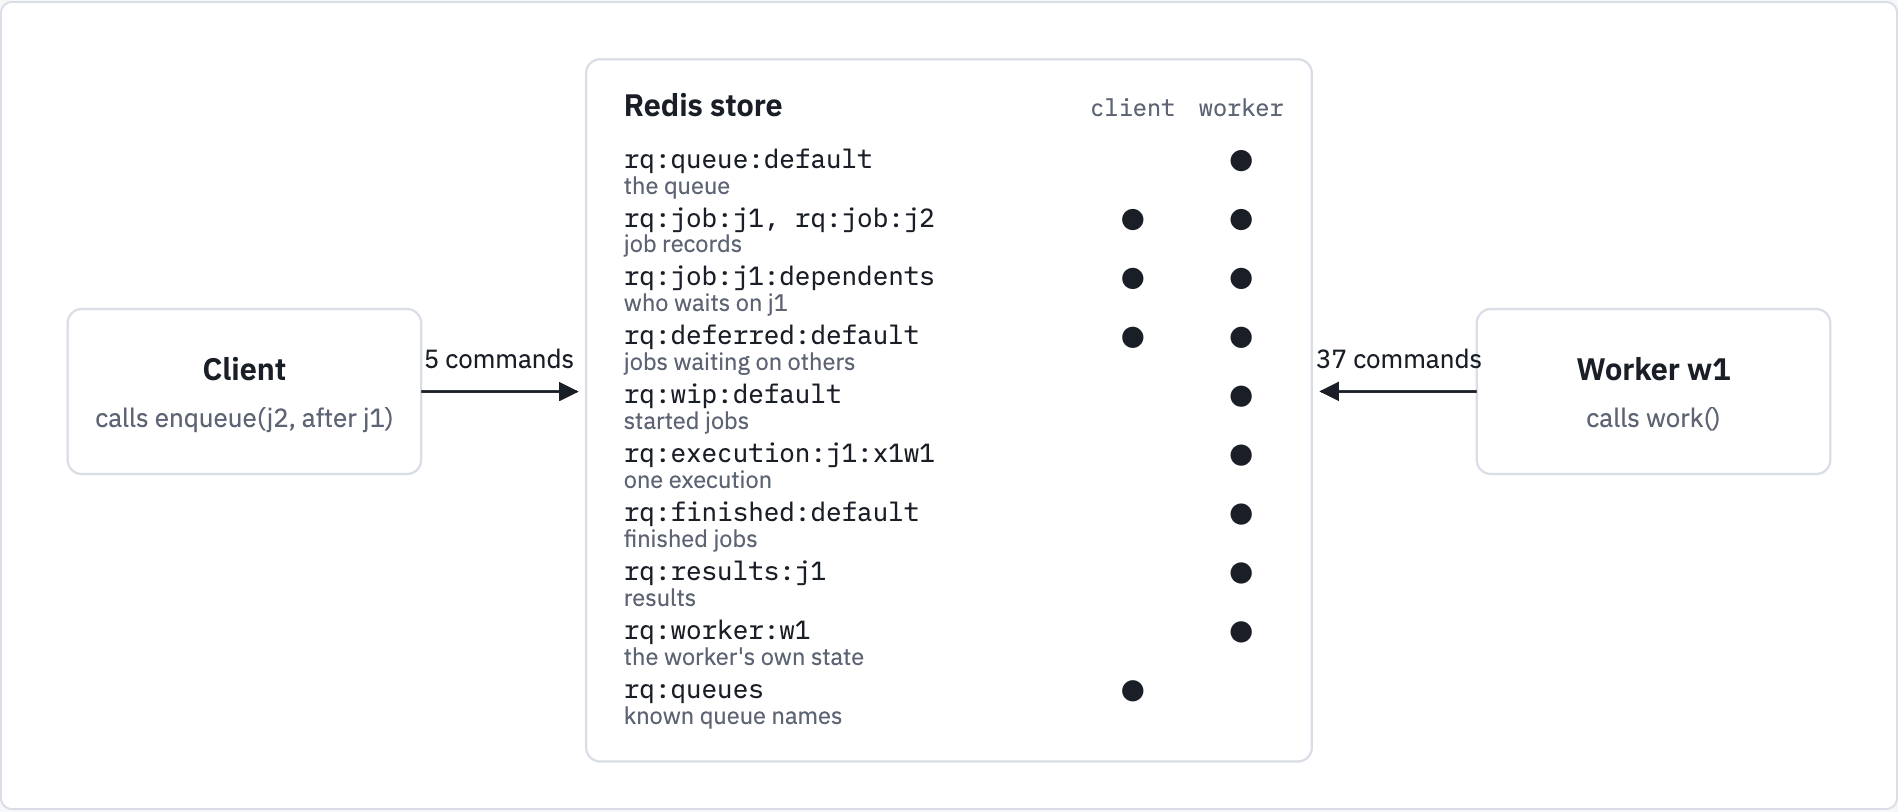 Redis store
client worker
rq:queue:default
the queue
rq:job:j1, rq:job:j2
job records
rq:job:j1:dependents
who waits on j1
rq:deferred:default
jobs waiting on others
rq:wip:default
started jobs
rq:execution:j1:x1w1
one execution
rq:finished:default
finished jobs
rq:results:j1
results
rq:worker:w1
the worker's own state
rq:queues
known queue names
Client
calls enqueue(j2, after j1)
5 commands
37 commands
Worker w1
calls work()